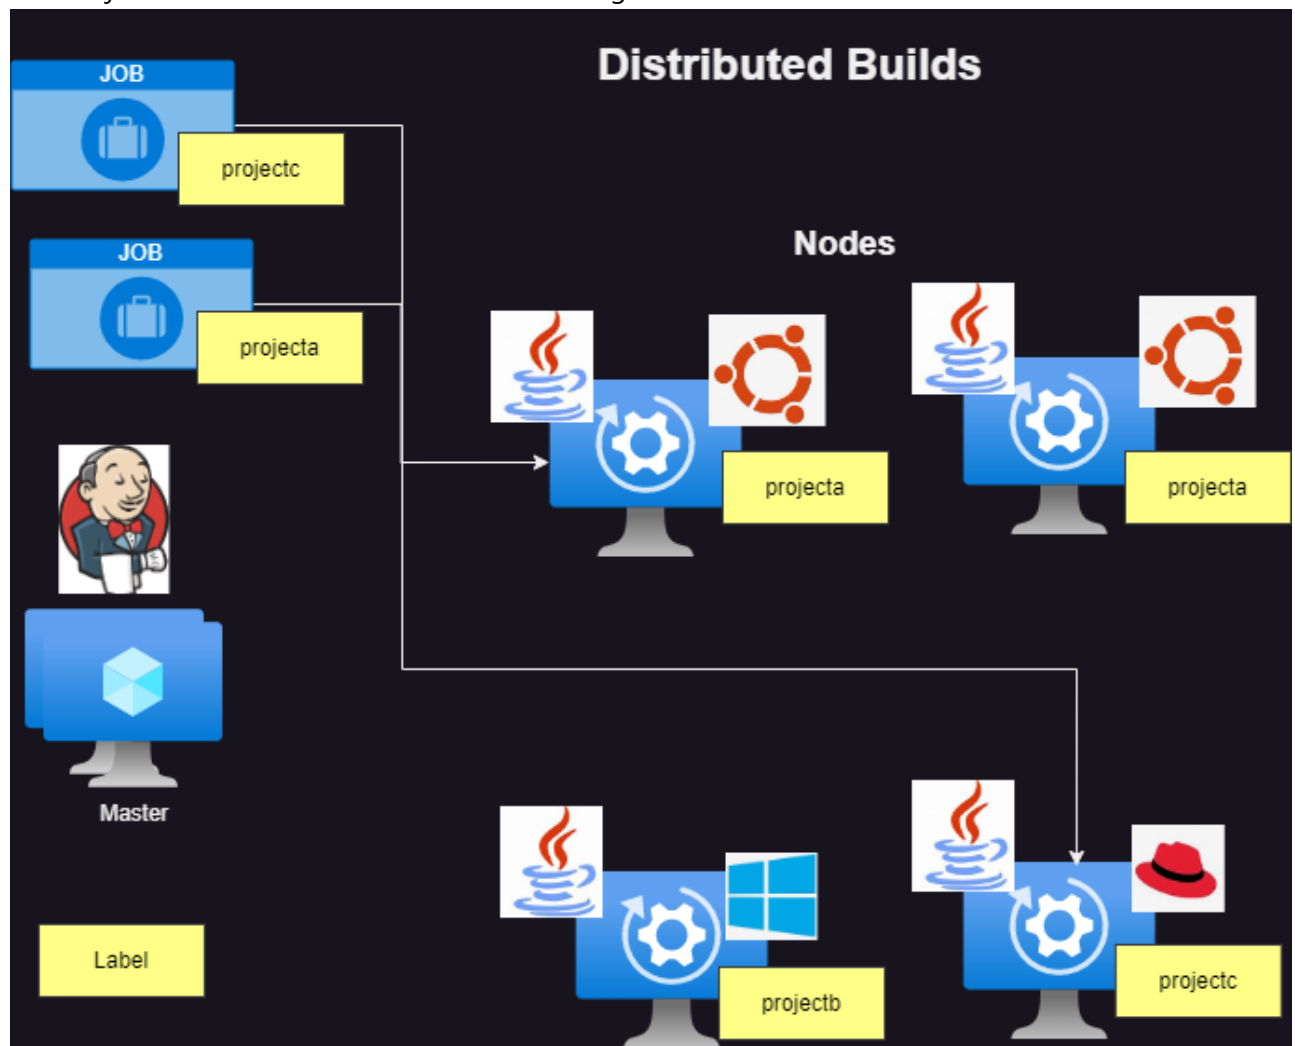 Distributed Builds
JOB
projectc
JOB
projecta
Nodes
projecta
projecta
Master
Label
projectb
projectc